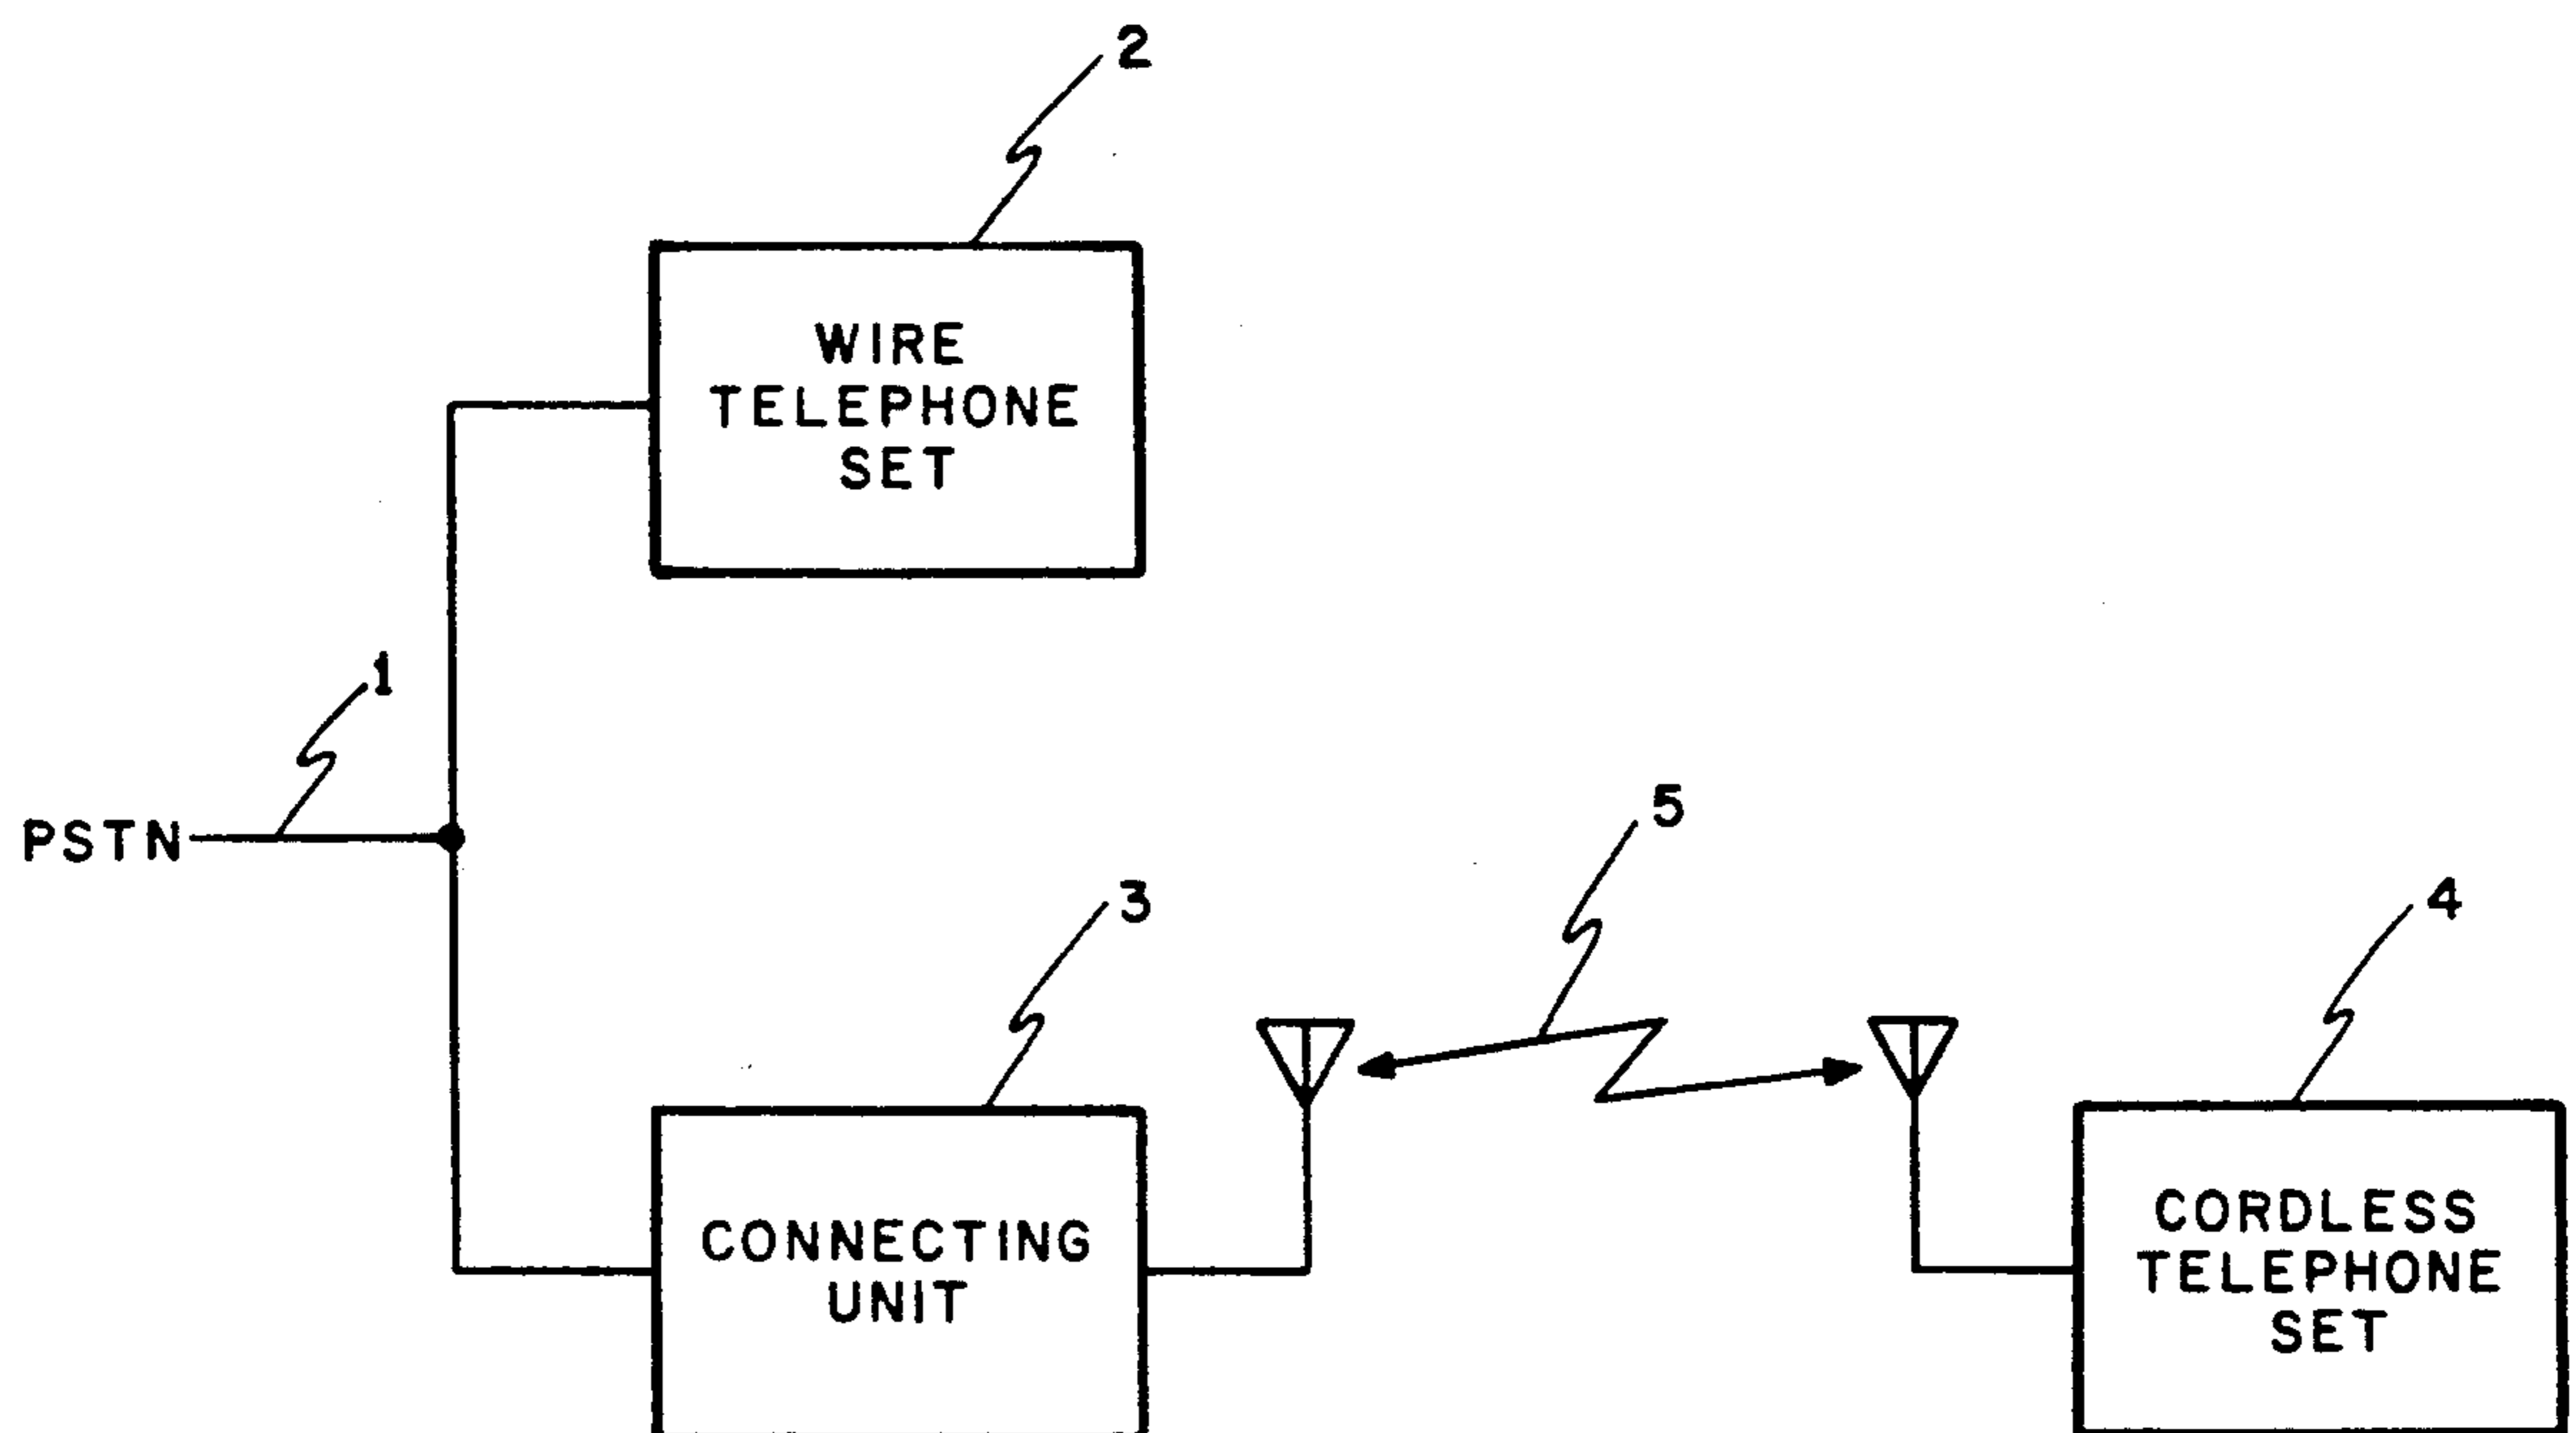 2
WIRE
TELEPHONE
SET
1
PSTN
5
3
4
CONNECTING
UNIT
CORDLESS
TELEPHONE
SET